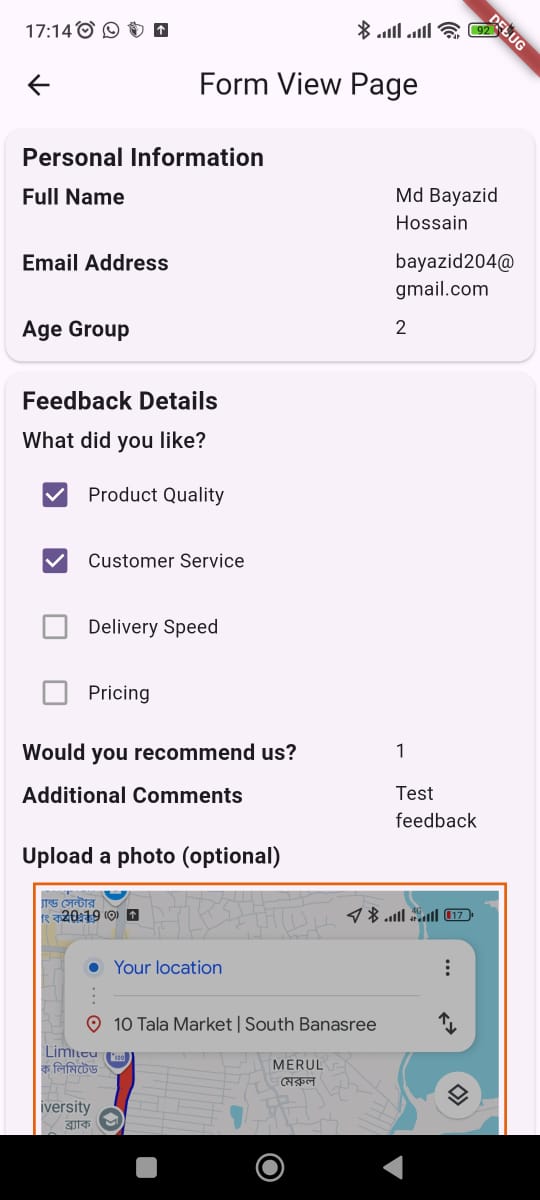 17:14
92
DEBUG
Form View Page
Personal Information
Full Name
Md Bayazid
Hossain
Email Address
bayazid204@
gmail.com
Age Group
2
Feedback Details
What did you like?
Product Quality
Customer Service
Delivery Speed
Pricing
Would you recommend us?
1
Additional Comments
Test
feedback
Upload a photo (optional)
20:19
4G
17
Your location
10 Tala Market | South Banasree
Limited
ক লিমিটেড
MERUL
মেরুল
iversity
ব্র্যাক